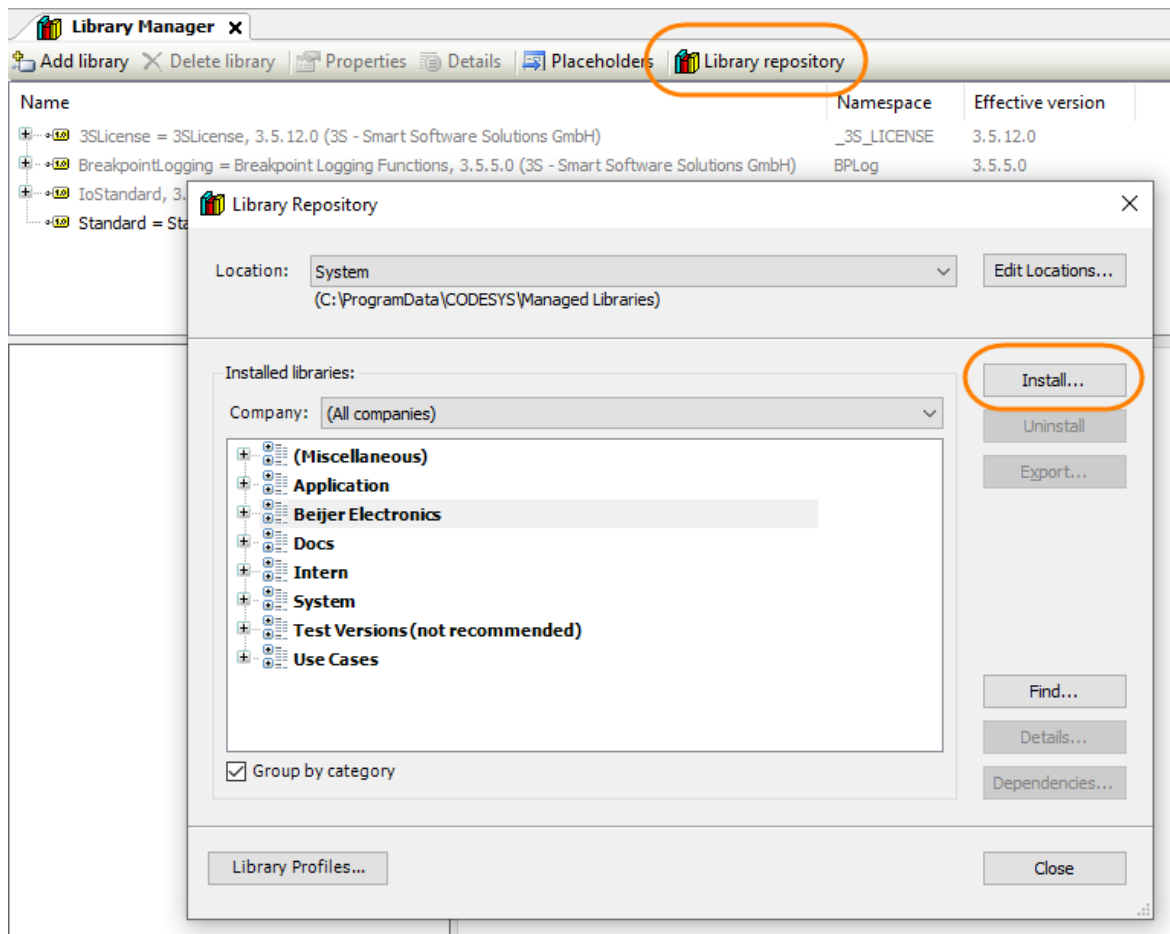 Library Manager x
Add library Delete library Properties Details Placeholders Library repository
Name Namespace Effective version
3SLicense = 3SLicense, 3.5.12.0 (3S - Smart Software Solutions GmbH) _3S_LICENSE 3.5.12.0
BreakpointLogging = Breakpoint Logging Functions, 3.5.5.0 (3S - Smart Software Solutions GmbH) BPLog 3.5.5.0
IoStandard, 3.
Standard = Sta
Library Repository
Location: System Edit Locations...
(C:\ProgramData\CODESYS\Managed Libraries)
Installed libraries:
Install...
Company: (All companies)
Uninstall
(Miscellaneous)
Export...
Application
Beijer Electronics
Docs
Intern
System
Test Versions (not recommended)
Use Cases
Find...
Details...
Group by category
Dependencies...
Library Profiles... Close